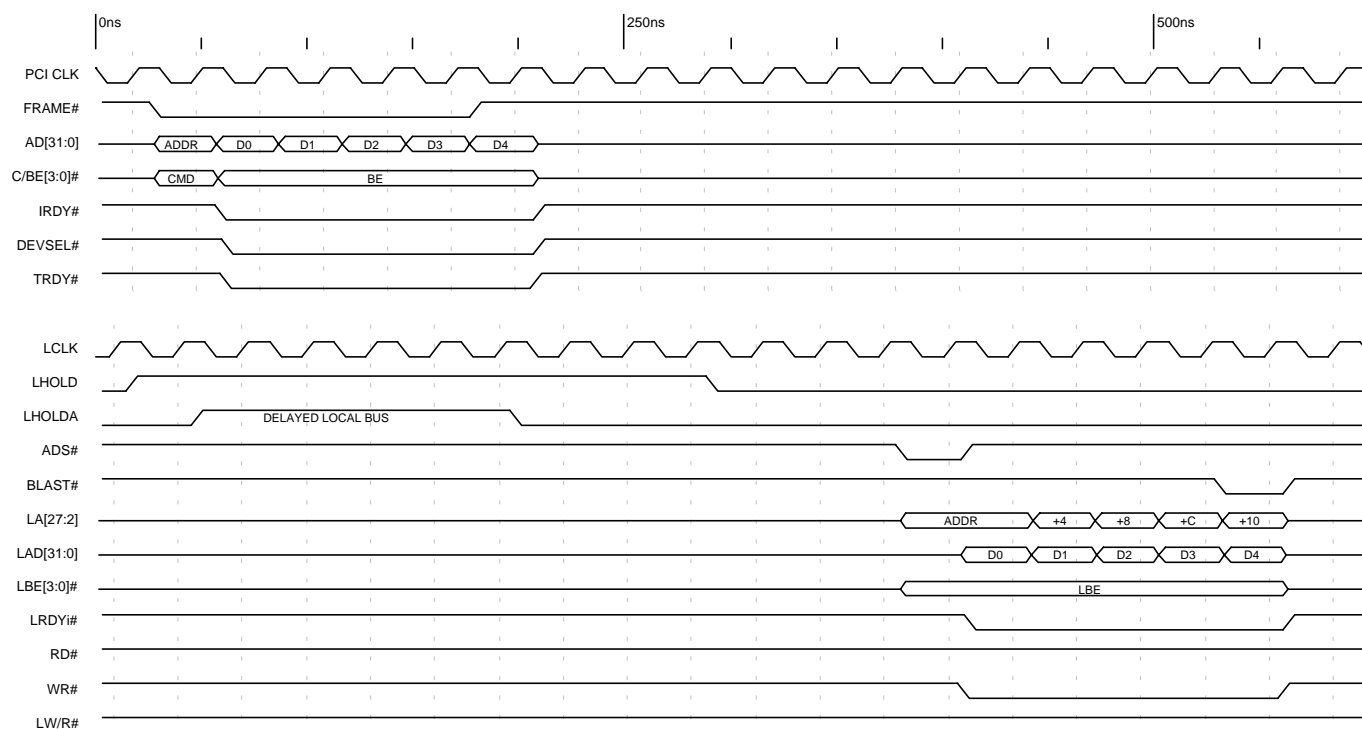 0ns 250ns 500ns
PCI CLK
FRAME#
AD[31:0] ADDR D0 D1 D2 D3 D4
C/BE[3:0]# CMD BE
IRDY#
DEVSEL#
TRDY#
LCLK
LHOLD
LHOLDA DELAYED LOCAL BUS
ADS#
BLAST#
LA[27:2] ADDR +4 +8 +C +10
LAD[31:0] D0 D1 D2 D3 D4
LBE[3:0]# LBE
LRDYi#
RD#
WR#
LW/R#